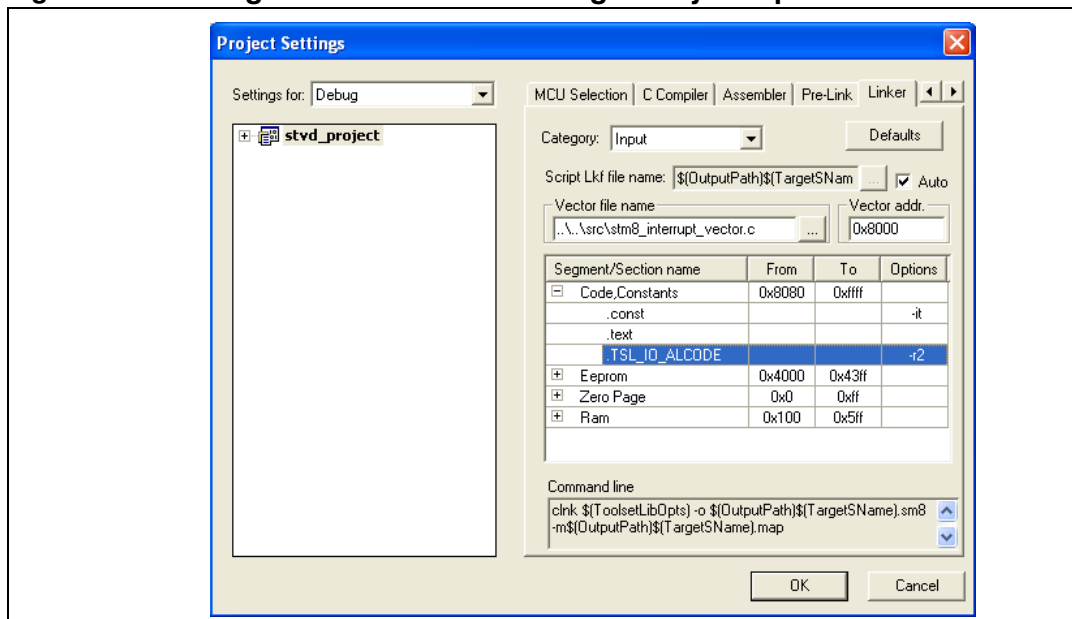 Project Settings
Settings for: Debug
stvd_project
MCU Selection C Compiler Assembler Pre-Link Linker
Category: Input Defaults
Script Lkf file name: $(OutputPath)$(TargetSNam ... Auto
Vector file name Vector addr.
..\..\src\stm8_interrupt_vector.c ... 0x8000
Segment/Section name From To Options
Code,Constants 0x8080 0xffff
.const -it
.text
.TSL_IO_ALCODE -r2
Eeprom 0x4000 0x43ff
Zero Page 0x0 0xff
Ram 0x100 0x5ff
Command line
clnk $(ToolsetLibOpts) -o $(OutputPath)$(TargetSName).sm8
-m$(OutputPath)$(TargetSName).map
OK Cancel